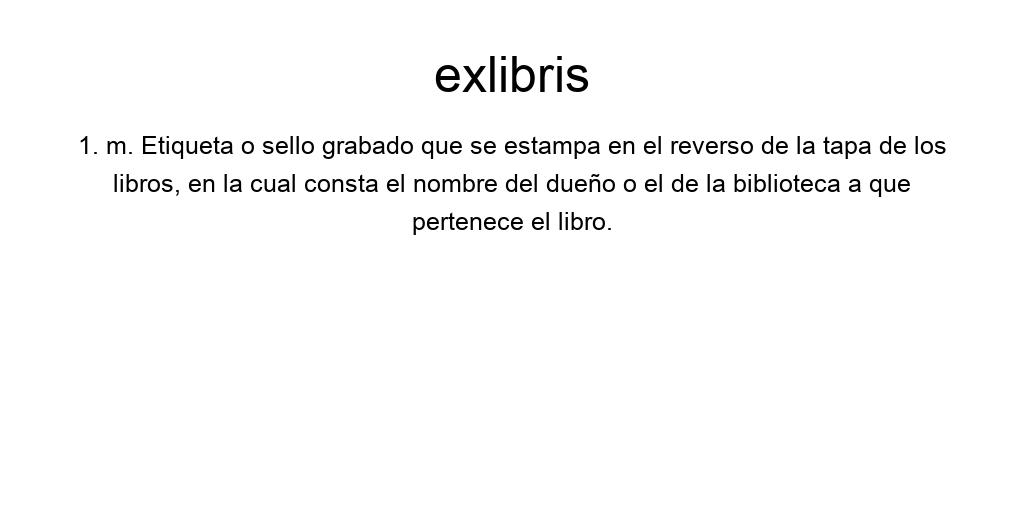 exlibris
1. m. Etiqueta o sello grabado que se estampa en el reverso de la tapa de los
libros, en la cual consta el nombre del dueño o el de la biblioteca a que
pertenece el libro.